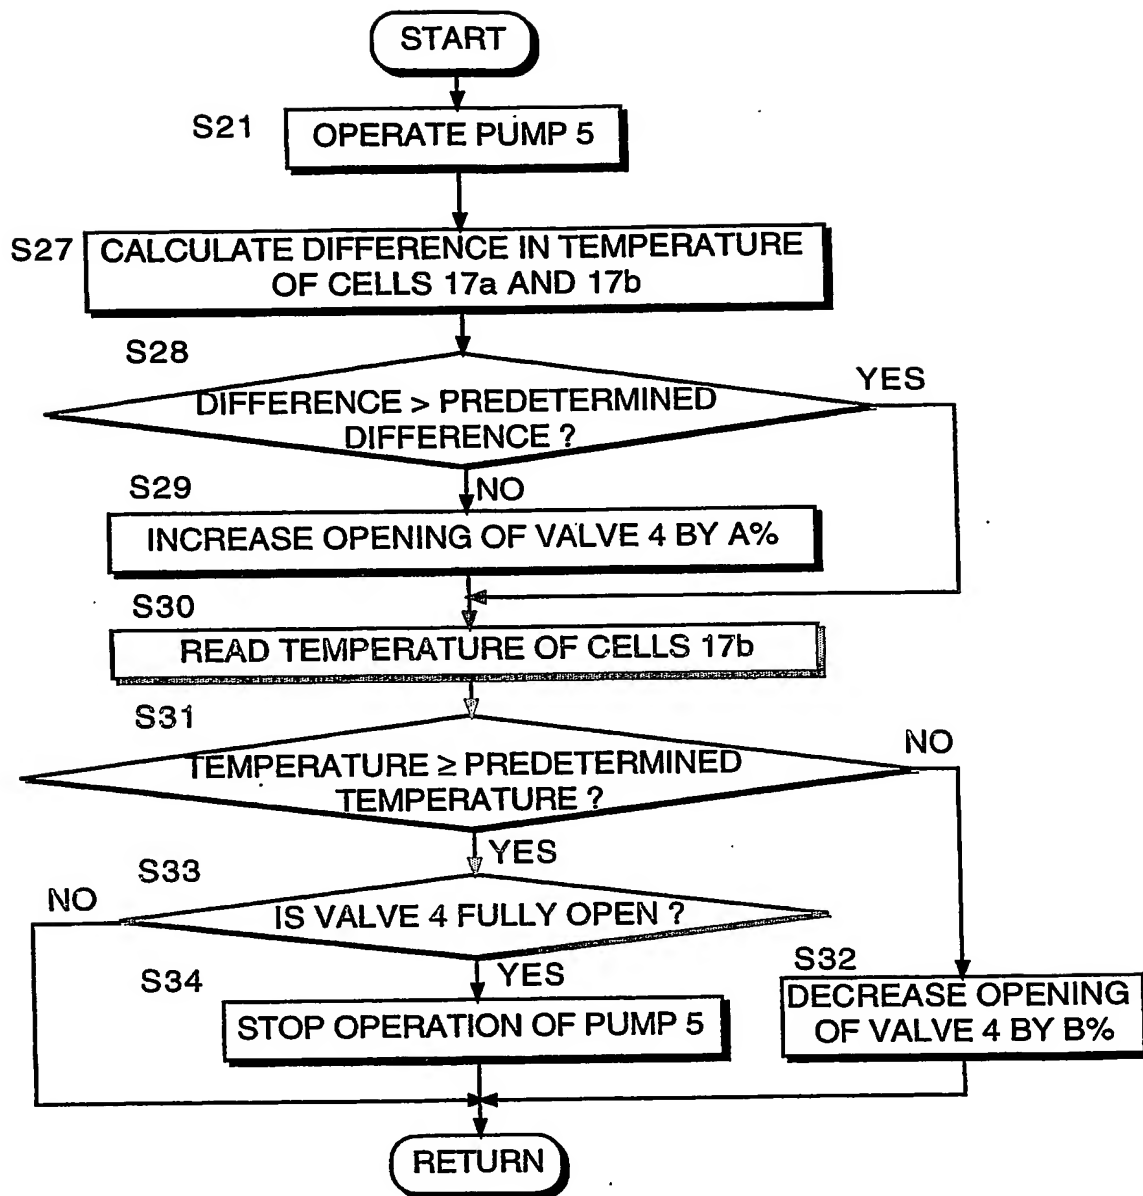 START
S21
OPERATE PUMP 5
S27
CALCULATE DIFFERENCE IN TEMPERATURE
OF CELLS 17a AND 17b
S28
DIFFERENCE > PREDETERMINED
DIFFERENCE ?
YES
NO
S29
INCREASE OPENING OF VALVE 4 BY A%
S30
READ TEMPERATURE OF CELLS 17b
S31
TEMPERATURE ≥ PREDETERMINED
TEMPERATURE ?
NO
YES
S33
NO
IS VALVE 4 FULLY OPEN ?
YES
S34
STOP OPERATION OF PUMP 5
S32
DECREASE OPENING
OF VALVE 4 BY B%
RETURN